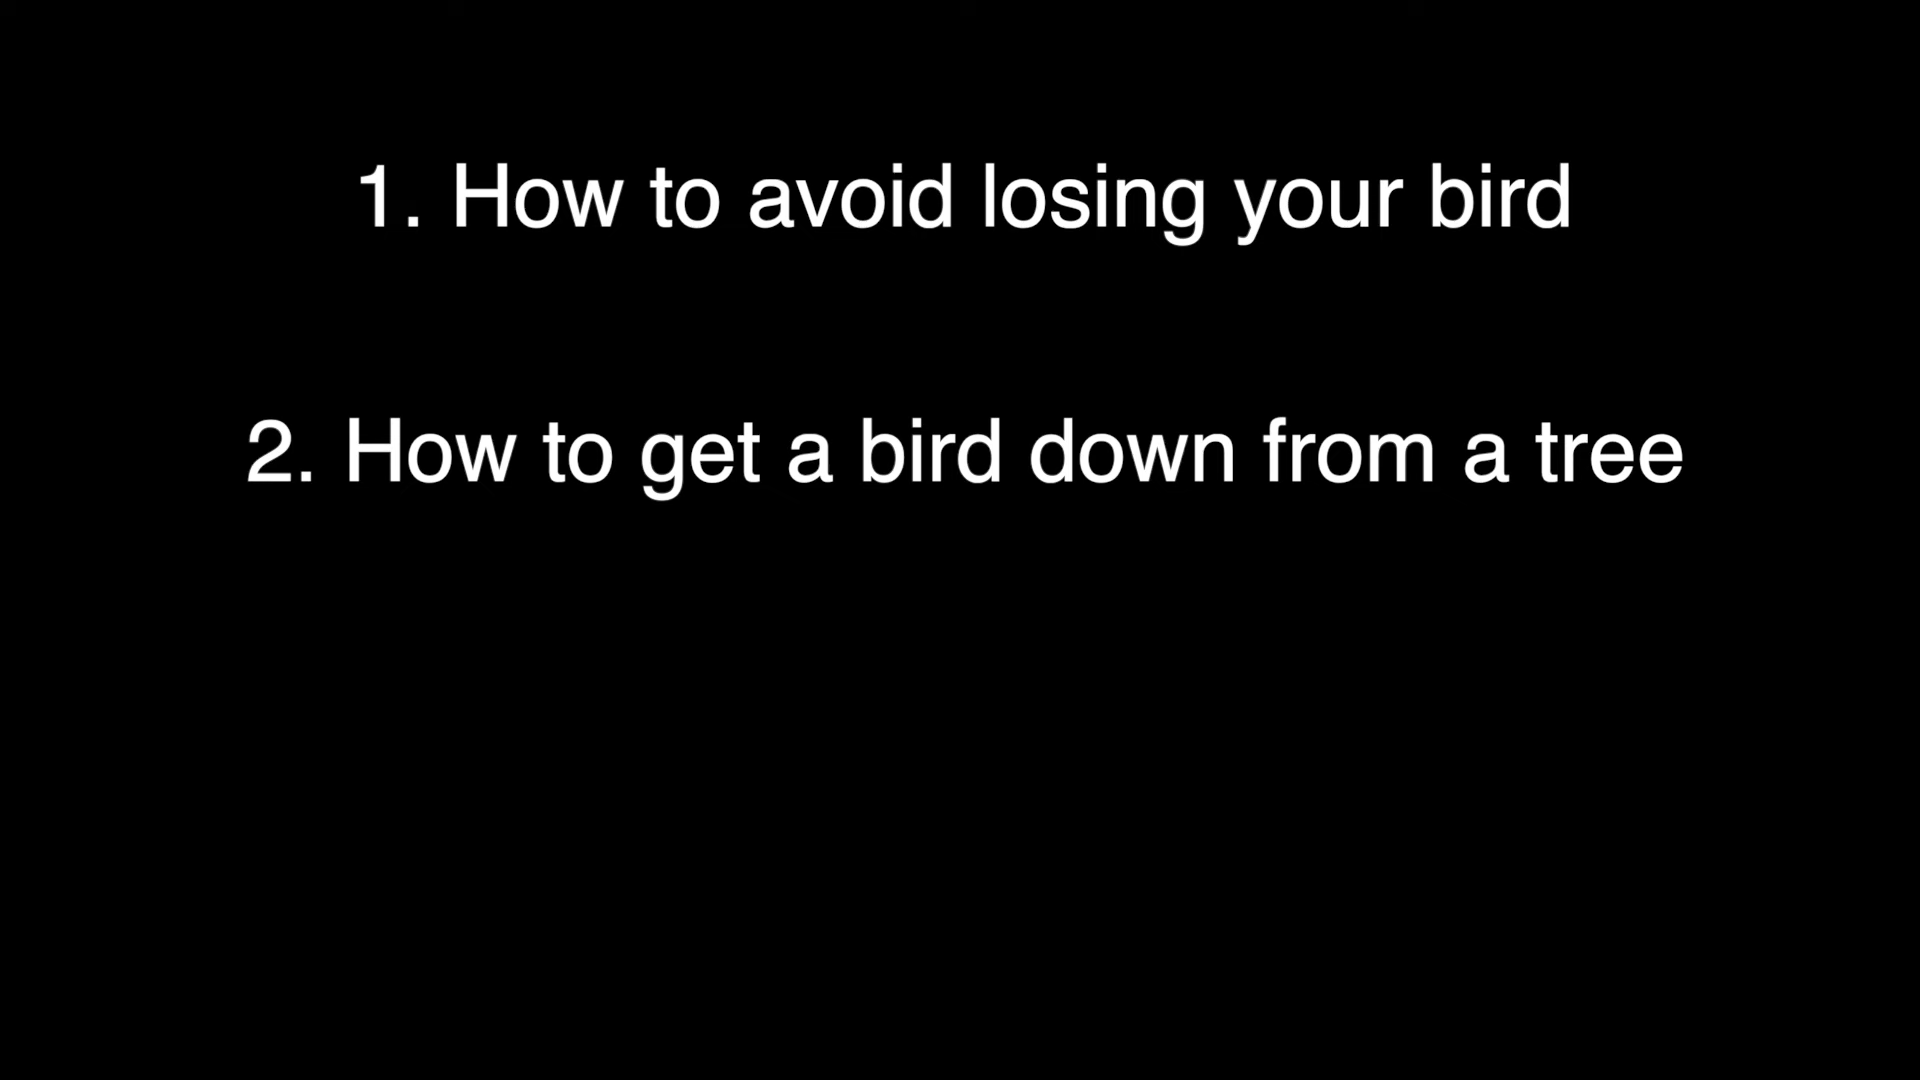 1. How to avoid losing your bird
2. How to get a bird down from a tree